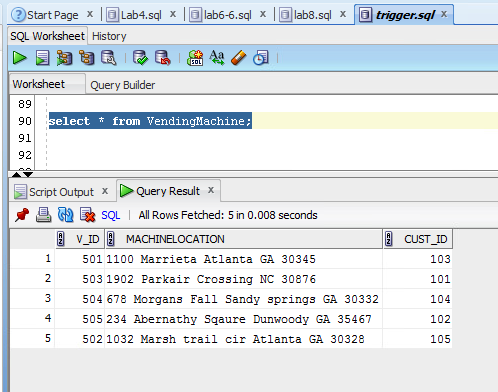 Start Page x Lab4.sql x lab6-6.sql x lab8.sql x trigger.sql x
SQL Worksheet History
Worksheet Query Builder
89
90 select * from VendingMachine;
91
92
Script Output x Query Result x
SQL | All Rows Fetched: 5 in 0.008 seconds
V_ID MACHINELOCATION CUST_ID
1 501 1100 Marrieta Atlanta GA 30345 103
2 503 1902 Parkair Crossing NC 30876 101
3 504 678 Morgans Fall Sandy springs GA 30332 104
4 505 234 Abernathy Sqaure Dunwoody GA 35467 102
5 502 1032 Marsh trail cir Atlanta GA 30328 105